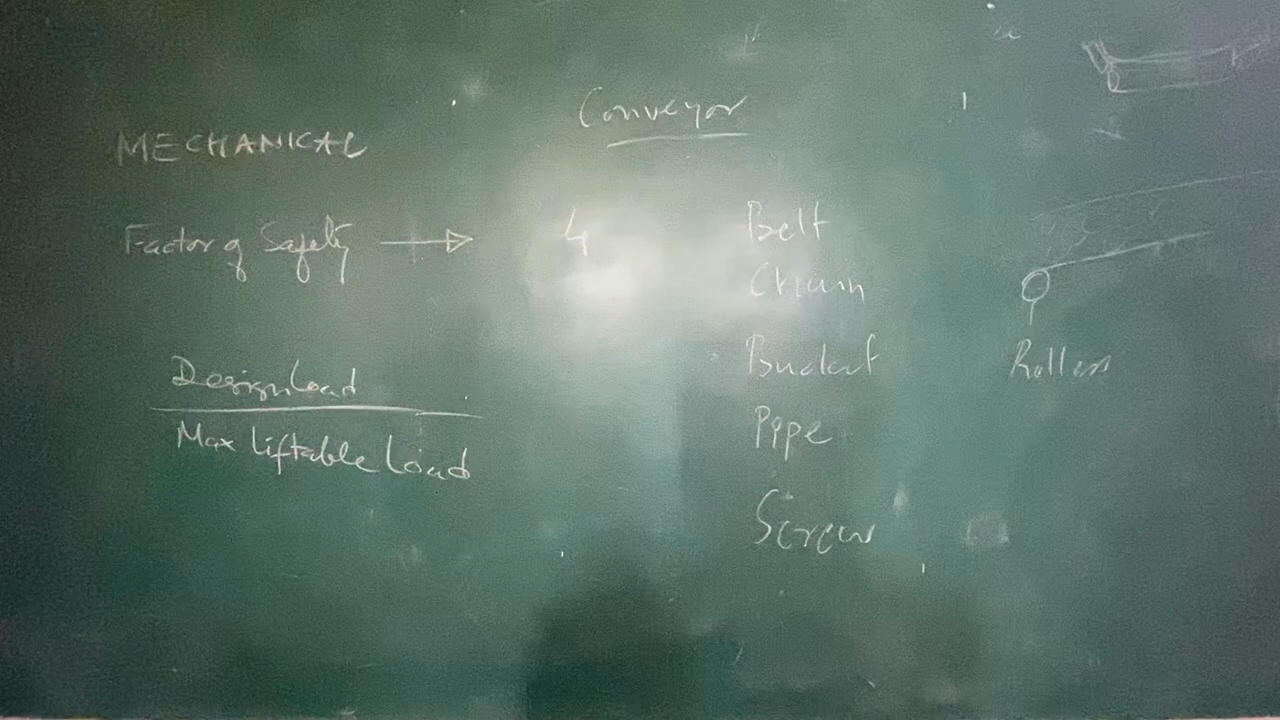 Conveyor
MECHANICAL
Factor of Safety → 4
Design Load
Max Liftable Load
Belt
Chain
Bucket
Pipe
Screw
Rollers